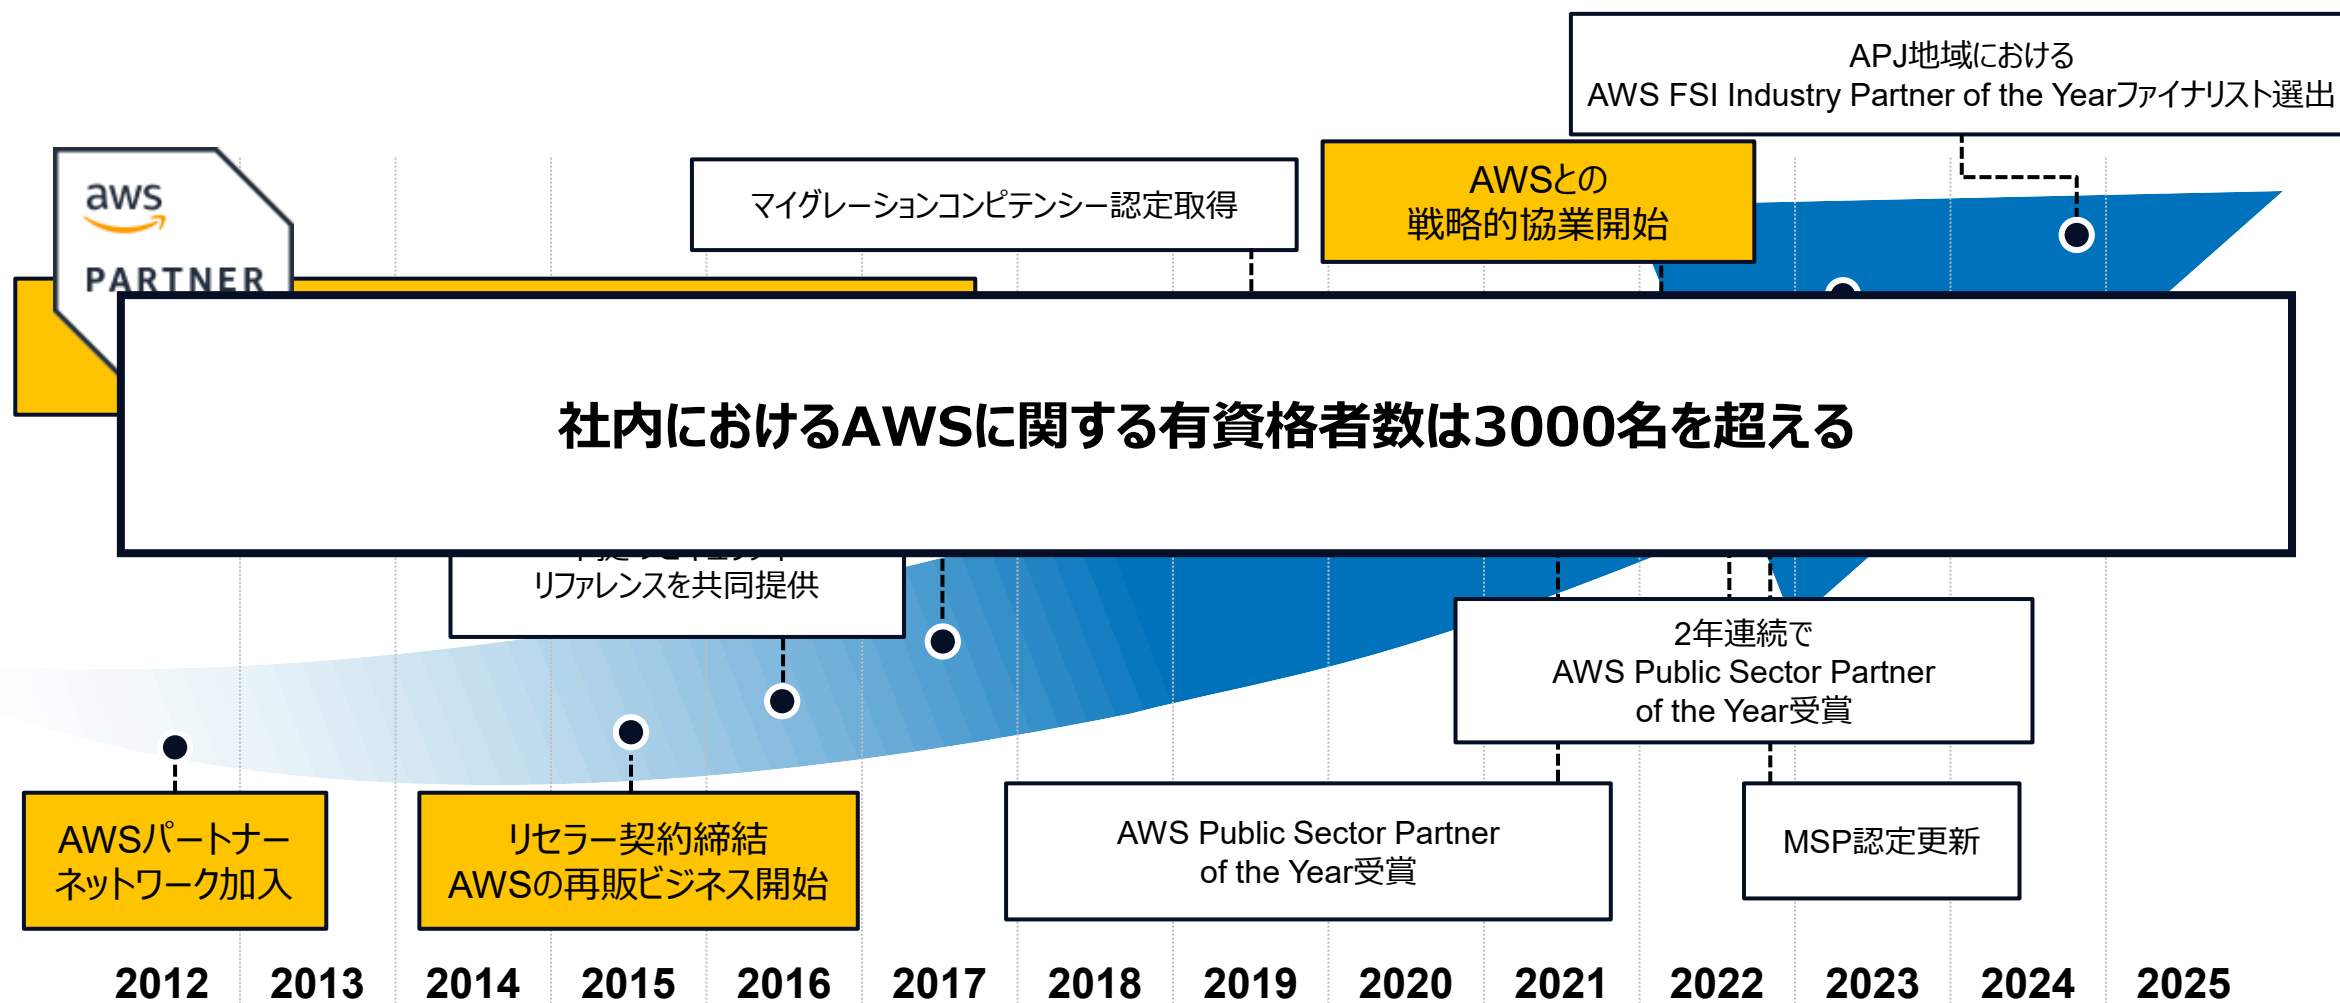 APJ地域における
AWS FSI Industry Partner of the Yearファイナリスト選出
aws
PARTNER
マイグレーションコンピテンシー認定取得
AWSとの
戦略的協業開始
社内におけるAWSに関する有資格者数は3000名を超える
リファレンスを共同提供
2年連続で
AWS Public Sector Partner
of the Year受賞
AWSパートナー
ネットワーク加入
リセラー契約締結
AWSの再販ビジネス開始
AWS Public Sector Partner
of the Year受賞
MSP認定更新
2012 2013 2014 2015 2016 2017 2018 2019 2020 2021 2022 2023 2024 2025